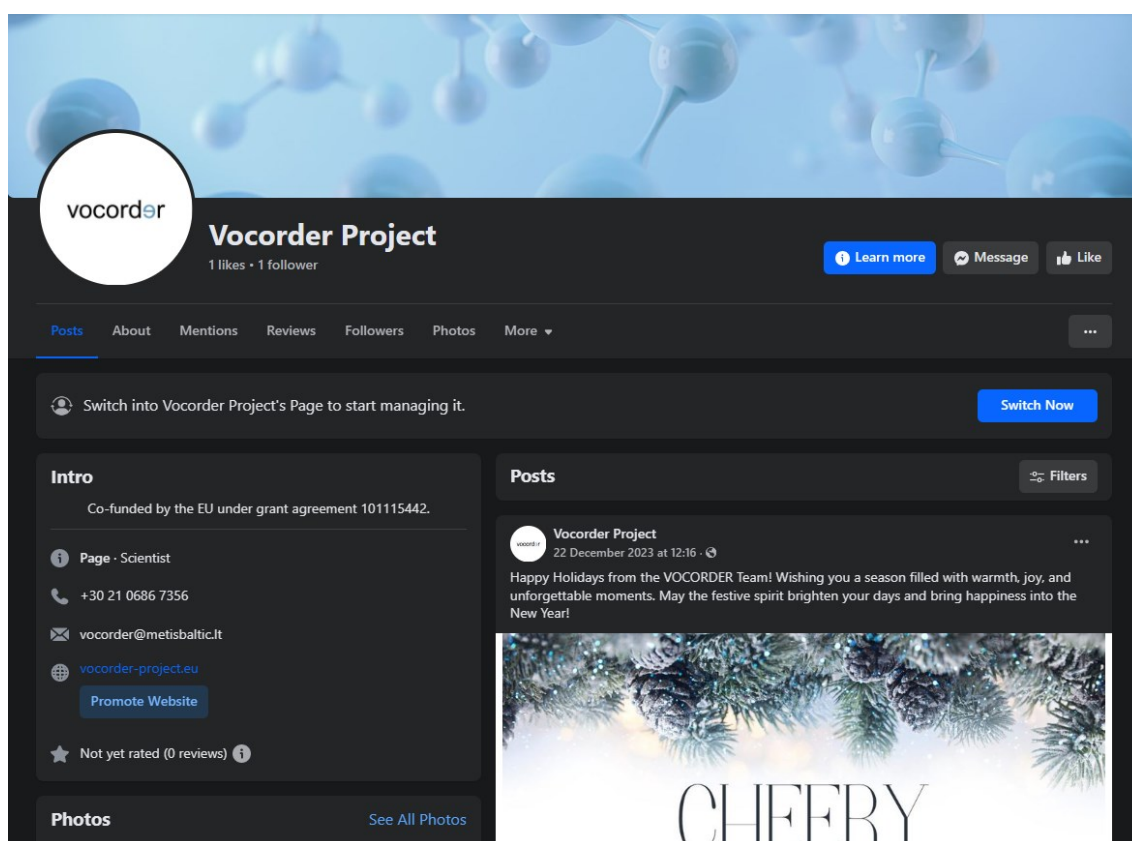 vocorder
Vocorder Project
1 likes • 1 follower
Learn more
Message
Like
Posts
About
Mentions
Reviews
Followers
Photos
More
Switch into Vocorder Project's Page to start managing it.
Switch Now
Intro
Co-funded by the EU under grant agreement 101115442.
Page · Scientist
+30 21 0686 7356
vocorder@metisbaltic.lt
vocorder-project.eu
Promote Website
Not yet rated (0 reviews)
Photos
See All Photos
Posts
Filters
vocorder
Vocorder Project
22 December 2023 at 12:16 ·
Happy Holidays from the VOCORDER Team! Wishing you a season filled with warmth, joy, and
unforgettable moments. May the festive spirit brighten your days and bring happiness into the
New Year!
CHEERY